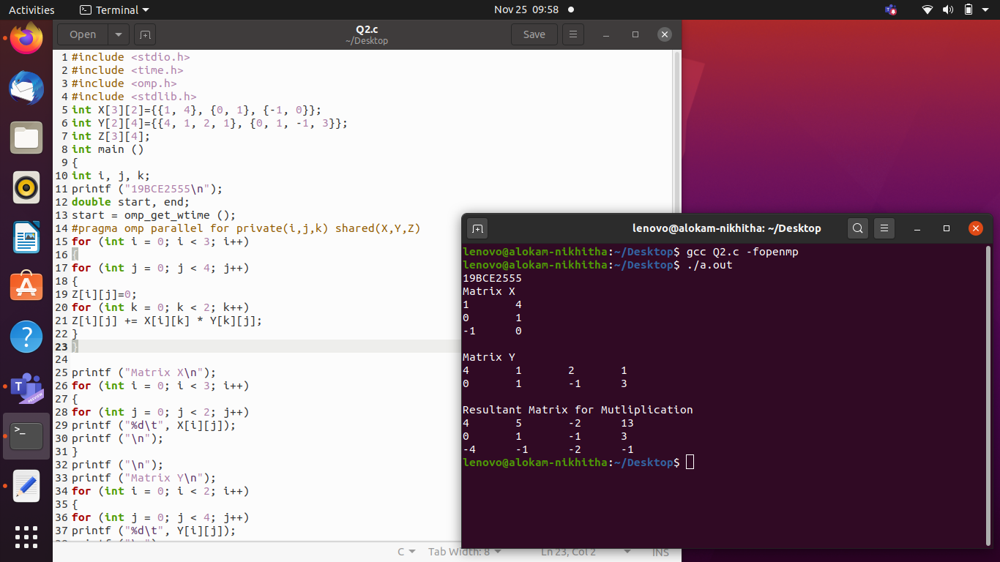 Activities
Terminal
Nov 25 09:58
Open
Q2.c
~/Desktop
Save
1 #include <stdio.h>
2 #include <time.h>
3 #include <omp.h>
4 #include <stdlib.h>
5 int X[3][2]={{1, 4}, {0, 1}, {-1, 0}};
6 int Y[2][4]={{4, 1, 2, 1}, {0, 1, -1, 3}};
7 int Z[3][4];
8 int main ()
9 {
10 int i, j, k;
11 printf ("19BCE2555\n");
12 double start, end;
13 start = omp_get_wtime ();
14 #pragma omp parallel for private(i,j,k) shared(X,Y,Z)
15 for (int i = 0; i < 3; i++)
16 {
17 for (int j = 0; j < 4; j++)
18 {
19 Z[i][j]=0;
20 for (int k = 0; k < 2; k++)
21 Z[i][j] += X[i][k] * Y[k][j];
22 }
23 }
24
25 printf ("Matrix X\n");
26 for (int i = 0; i < 3; i++)
27 {
28 for (int j = 0; j < 2; j++)
29 printf ("%d\t", X[i][j]);
30 printf ("\n");
31 }
32 printf ("\n");
33 printf ("Matrix Y\n");
34 for (int i = 0; i < 2; i++)
35 {
36 for (int j = 0; j < 4; j++)
37 printf ("%d\t", Y[i][j]);
C
Tab Width: 8
Ln 23, Col 2
INS
lenovo@alokam-nikhitha: ~/Desktop
lenovo@alokam-nikhitha:~/Desktop$ gcc Q2.c -fopenmp
lenovo@alokam-nikhitha:~/Desktop$ ./a.out
19BCE2555
Matrix X
1 4
0 1
-1 0
Matrix Y
4 1 2 1
0 1 -1 3
Resultant Matrix for Mutliplication
4 5 -2 13
0 1 -1 3
-4 -1 -2 -1
lenovo@alokam-nikhitha:~/Desktop$